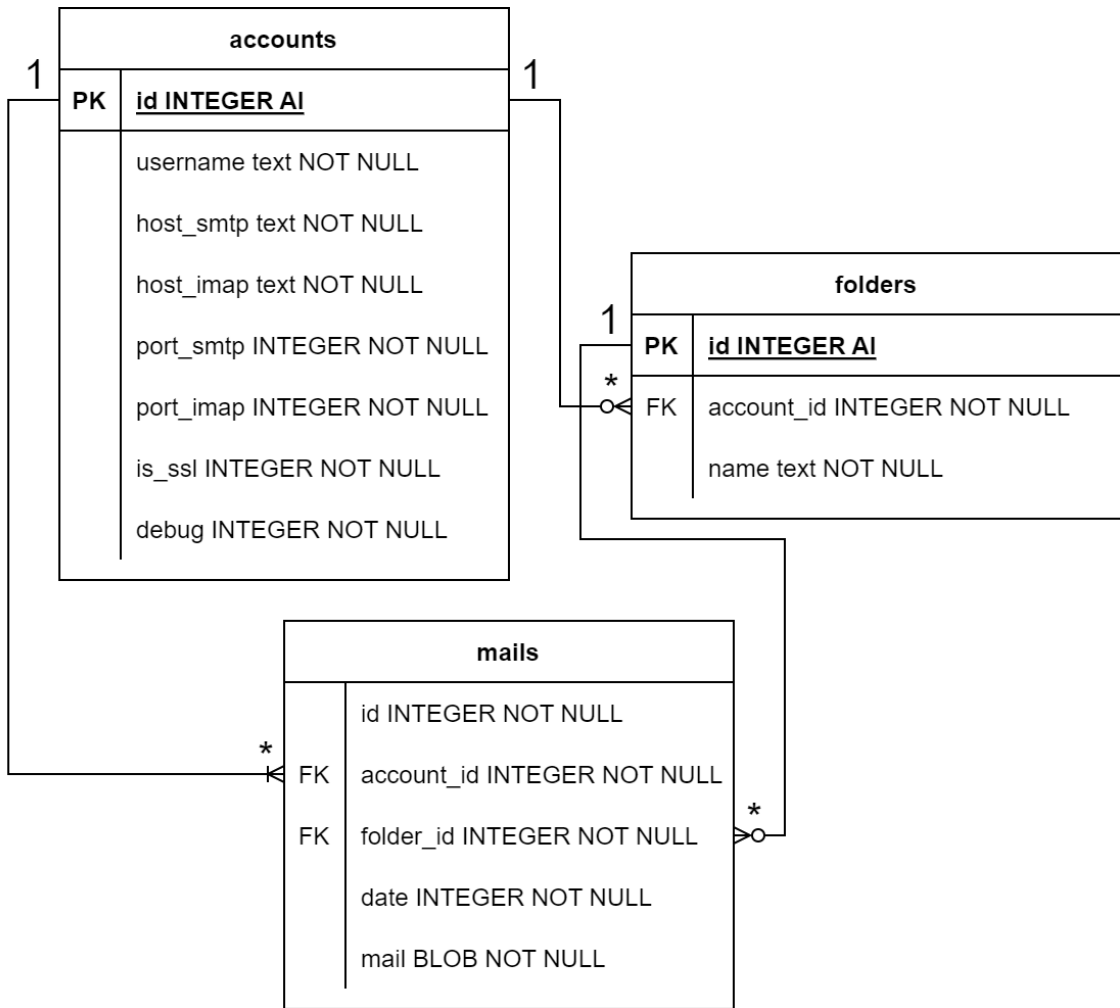 accounts
1
1
PK id INTEGER AI
username text NOT NULL
host_smtp text NOT NULL
host_imap text NOT NULL
port_smtp INTEGER NOT NULL
port_imap INTEGER NOT NULL
is_ssl INTEGER NOT NULL
debug INTEGER NOT NULL
folders
1
PK id INTEGER AI
*
FK account_id INTEGER NOT NULL
name text NOT NULL
mails
id INTEGER NOT NULL
*
FK account_id INTEGER NOT NULL
*
FK folder_id INTEGER NOT NULL
date INTEGER NOT NULL
mail BLOB NOT NULL